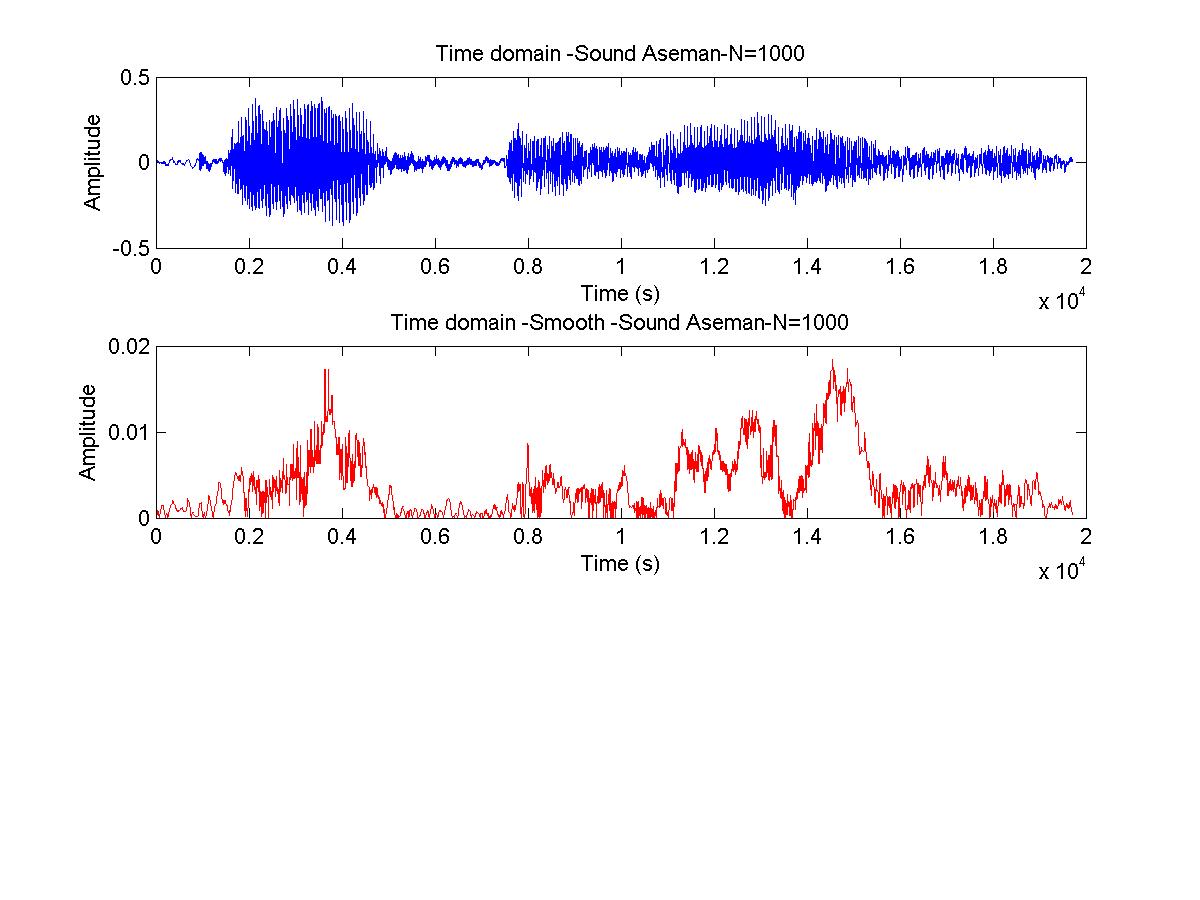 Time domain -Sound Aseman-N=1000
0.5
0
-0.5
Amplitude
0 0.2 0.4 0.6 0.8 1 1.2 1.4 1.6 1.8 2
Time (s)
x 10^4
Time domain -Smooth -Sound Aseman-N=1000
0.02
0.01
0
Amplitude
0 0.2 0.4 0.6 0.8 1 1.2 1.4 1.6 1.8 2
Time (s)
x 10^4